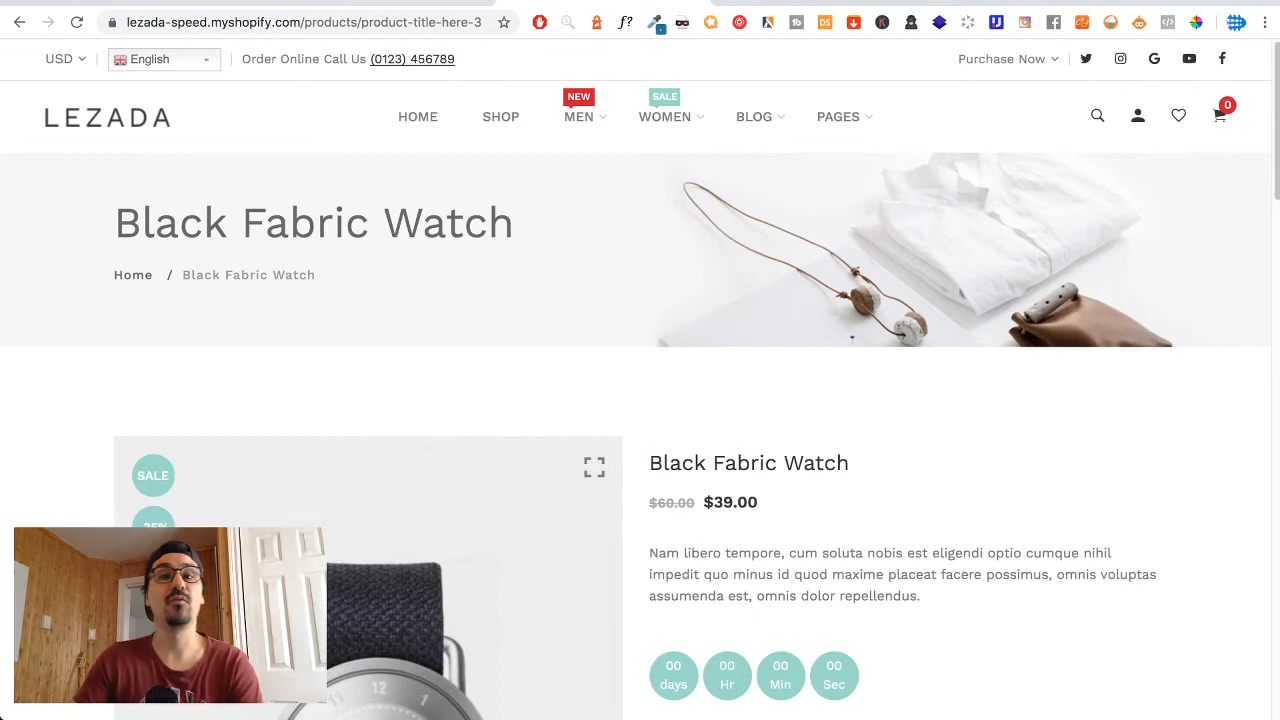 lezada-speed.myshopify.com/products/product-title-here-3
USD
English
Order Online Call Us (0123) 456789
Purchase Now
LEZADA
HOME
SHOP
NEW
MEN
SALE
WOMEN
BLOG
PAGES
0
Black Fabric Watch
Home / Black Fabric Watch
SALE
Black Fabric Watch
$60.00 $39.00
Nam libero tempore, cum soluta nobis est eligendi optio cumque nihil
impedit quo minus id quod maxime placeat facere possimus, omnis voluptas
assumenda est, omnis dolor repellendus.
00 00 00 00
days Hr Min Sec
12
1